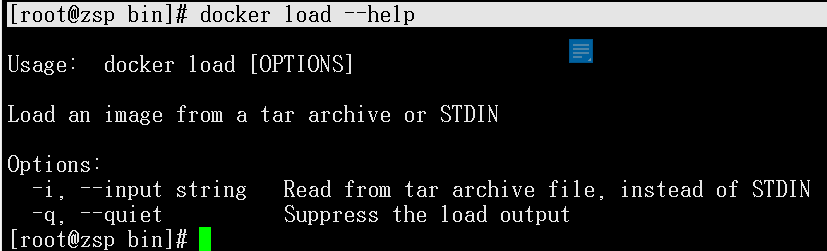 [root@zsp bin]# docker load --help
Usage:  docker load [OPTIONS]
Load an image from a tar archive or STDIN
Options:
  -i, --input string   Read from tar archive file, instead of STDIN
  -q, --quiet          Suppress the load output
[root@zsp bin]#